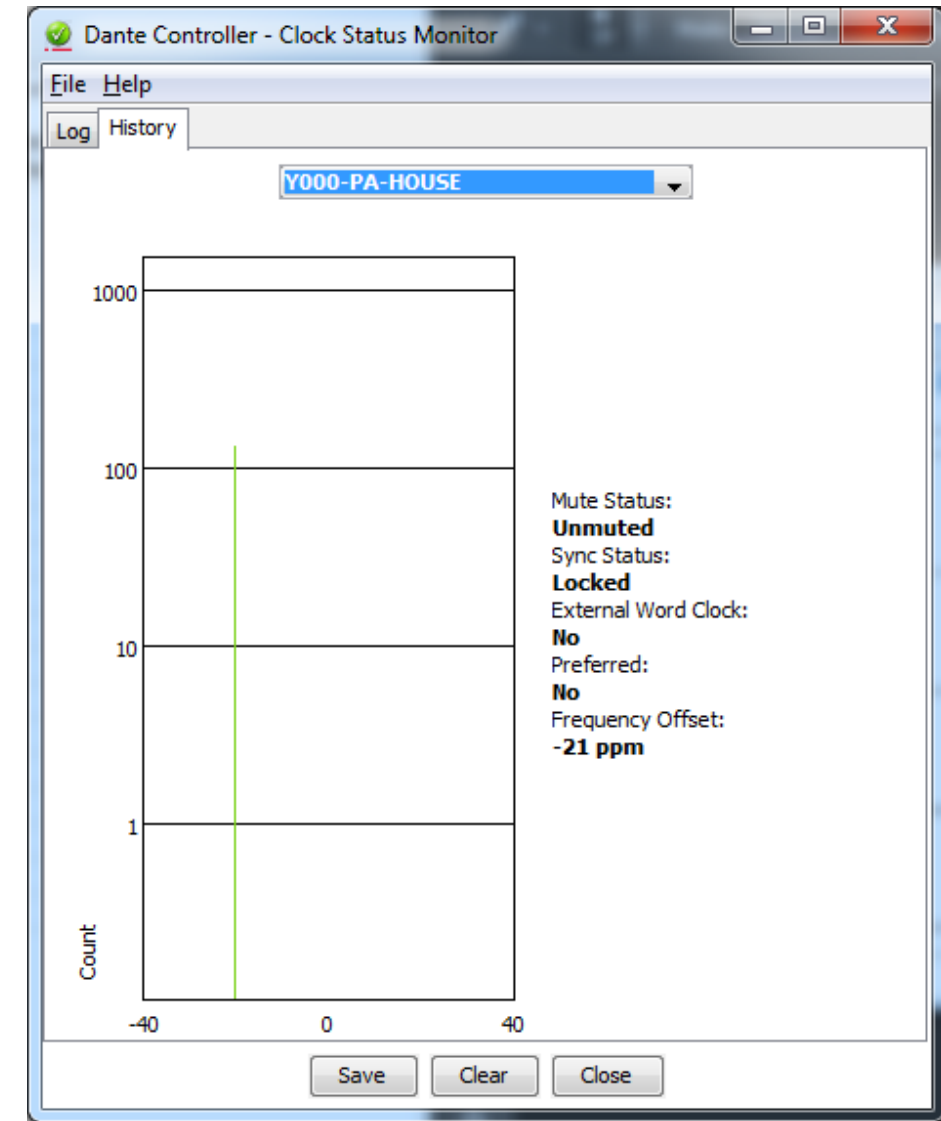 Dante Controller - Clock Status Monitor
File Help
Log History
Y000-PA-HOUSE
1000
100
10
1
Count
-40 0 40
Mute Status:
Unmuted
Sync Status:
Locked
External Word Clock:
No
Preferred:
No
Frequency Offset:
-21 ppm
Save Clear Close